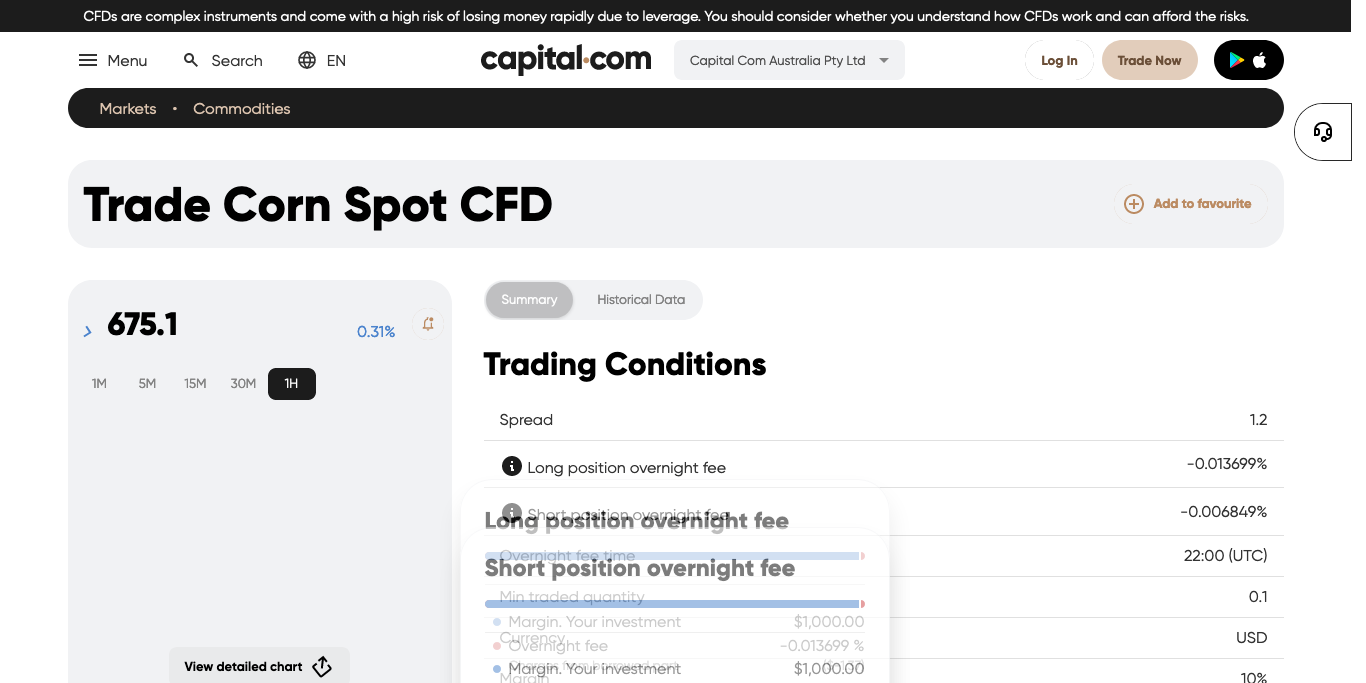 CFDs are complex instruments and come with a high risk of losing money rapidly due to leverage. You should consider whether you understand how CFDs work and can afford the risks.
Menu Search EN capital.com Capital Com Australia Pty Ltd Log In Trade Now
Markets • Commodities
Trade Corn Spot CFD Add to favourite
675.1 0.31%
1M 5M 15M 30M 1H
View detailed chart
Summary Historical Data
Trading Conditions
Spread 1.2
Long position overnight fee -0.013699%
Short position overnight fee -0.006849%
Long position overnight fee
Overnight fee time 22:00 (UTC)
Short position overnight fee
Min traded quantity 0.1
Margin. Your investment $1,000.00
Currency USD
Overnight fee -0.013699 %
Margin. Your investment $1,000.00
Margin 10%